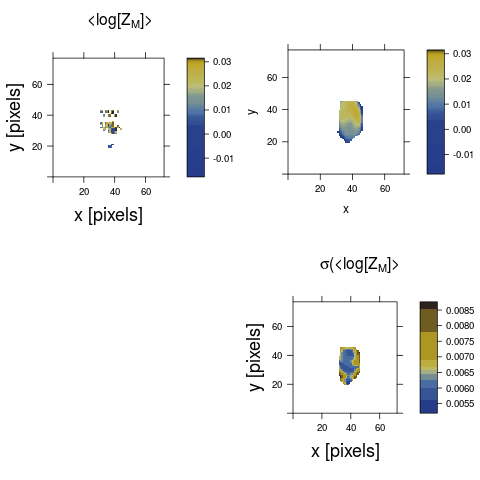 <log[Z_M]>
60
40
20
20 40 60
y [pixels]
x [pixels]
0.03
0.02
0.01
0.00
-0.01
60
40
20
20 40 60
y
x
0.03
0.02
0.01
0.00
-0.01
σ(<log[Z_M]>
60
40
20
20 40 60
y [pixels]
x [pixels]
0.0085
0.0080
0.0075
0.0070
0.0065
0.0060
0.0055